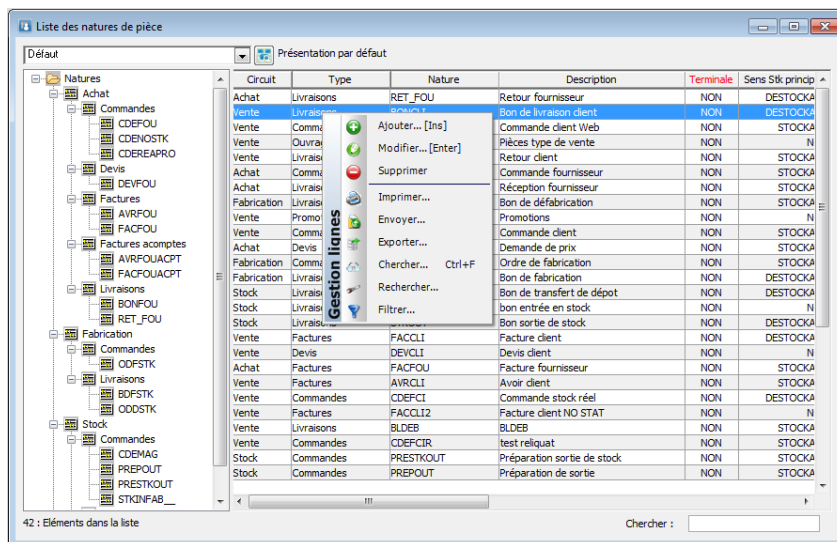 Liste des natures de pièce
Défaut
Présentation par défaut
Natures
Achat
Commandes
CDEFOU
CDENOSTK
CDEREAPRO
Devis
DEVFOU
Factures
AVRFOU
FACFOU
Factures acomptes
AVRFOUACPT
FACFOUACPT
Livraisons
BONFOU
RET_FOU
Fabrication
Commandes
ODFSTK
Livraisons
BDFSTK
ODDSTK
Stock
Commandes
CDEMAG
PREPOUT
PRESTKOUT
STKINFAB__
Circuit Type Nature Description Terminale Sens Stk princip
Achat Livraisons RET_FOU Retour fournisseur NON DESTOCKA
Vente Bon de livraison client NON DESTOCKA
Vente Comma Commande client Web NON STOCKA
Vente Ouvra Pièces type de vente NON N
Vente Livrais Retour client NON STOCKA
Achat Comma Commande fournisseur NON STOCKA
Achat Livrais Réception fournisseur NON STOCKA
Fabrication Livrais Bon de défabrication NON STOCKA
Vente Promo Promotions NON N
Vente Comma Commande client NON STOCKA
Achat Devis Demande de prix NON STOCKA
Fabrication Comma Ordre de fabrication NON STOCKA
Fabrication Livrais Bon de fabrication NON DESTOCKA
Stock Livrais Bon de transfert de dépot NON DESTOCKA
Stock Livrais bon entrée en stock NON N
Stock Livrais Bon sortie de stock NON DESTOCKA
Vente Factures FACCLI Facture client NON DESTOCKA
Vente Devis DEVCLI Devis client NON N
Achat Factures FACFOU Facture fournisseur NON STOCKA
Vente Factures AVRCLI Avoir client NON STOCKA
Vente Commandes CDEFCI Commande stock réel NON DESTOCKA
Vente Factures FACCLI2 Facture client NO STAT NON N
Vente Livraisons BLDEB BLDEB NON STOCKA
Vente Commandes CDEFCIR test reliquat NON STOCKA
Stock Commandes PRESTKOUT Préparation sortie de stock NON STOCKA
Stock Commandes PREPOUT Préparation de sortie NON STOCKA
Gestion lignes
Ajouter... [Ins]
Modifier... [Enter]
Supprimer
Imprimer...
Envoyer...
Exporter...
Chercher... Ctrl+F
Rechercher...
Filtrer...
42 : Eléments dans la liste
Chercher :